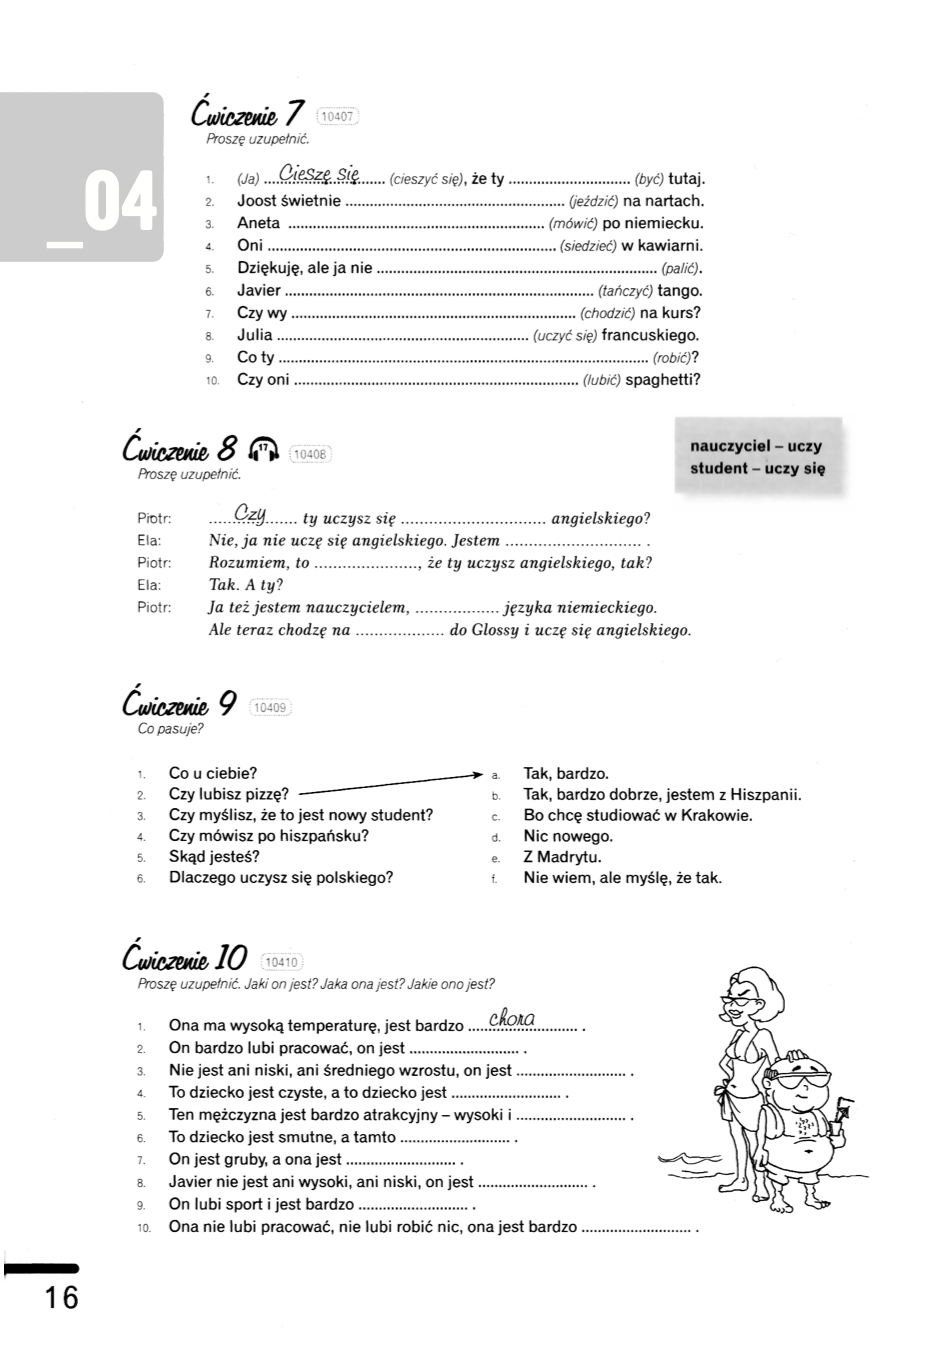 _04
Ćwiczenie 7 10407
Proszę uzupełnić.
1. (Ja) ....Cieszę się....... (cieszyć się), że ty .............................. (być) tutaj.
2. Joost świetnie ...................................................... (jeździć) na nartach.
3. Aneta ............................................................... (mówić) po niemiecku.
4. Oni ....................................................................... (siedzieć) w kawiarni.
5. Dziękuję, ale ja nie ..................................................................... (palić).
6. Javier ............................................................................ (tańczyć) tango.
7. Czy wy ...................................................................... (chodzić) na kurs?
8. Julia .............................................................. (uczyć się) francuskiego.
9. Co ty ........................................................................................... (robić)?
10. Czy oni ...................................................................... (lubić) spaghetti?
Ćwiczenie 8 17 10408
Proszę uzupełnić.
nauczyciel – uczy
student – uczy się
Piotr: ......Czy....... ty uczysz się ............................... angielskiego?
Ela: Nie, ja nie uczę się angielskiego. Jestem ............................. .
Piotr: Rozumiem, to ......................, że ty uczysz angielskiego, tak?
Ela: Tak. A ty?
Piotr: Ja też jestem nauczycielem, .................. języka niemieckiego.
Ale teraz chodzę na ................... do Glossy i uczę się angielskiego.
Ćwiczenie 9 10409
Co pasuje?
1. Co u ciebie? a. Tak, bardzo.
2. Czy lubisz pizzę? b. Tak, bardzo dobrze, jestem z Hiszpanii.
3. Czy myślisz, że to jest nowy student? c. Bo chcę studiować w Krakowie.
4. Czy mówisz po hiszpańsku? d. Nic nowego.
5. Skąd jesteś? e. Z Madrytu.
6. Dlaczego uczysz się polskiego? f. Nie wiem, ale myślę, że tak.
Ćwiczenie 10 10410
Proszę uzupełnić. Jaki on jest? Jaka ona jest? Jakie ono jest?
1. Ona ma wysoką temperaturę, jest bardzo .....chora.......... .
2. On bardzo lubi pracować, on jest ........................... .
3. Nie jest ani niski, ani średniego wzrostu, on jest ........................... .
4. To dziecko jest czyste, a to dziecko jest ........................... .
5. Ten mężczyzna jest bardzo atrakcyjny – wysoki i ........................... .
6. To dziecko jest smutne, a tamto ........................... .
7. On jest gruby, a ona jest ........................... .
8. Javier nie jest ani wysoki, ani niski, on jest ........................... .
9. On lubi sport i jest bardzo ........................... .
10. Ona nie lubi pracować, nie lubi robić nic, ona jest bardzo ........................... .
16